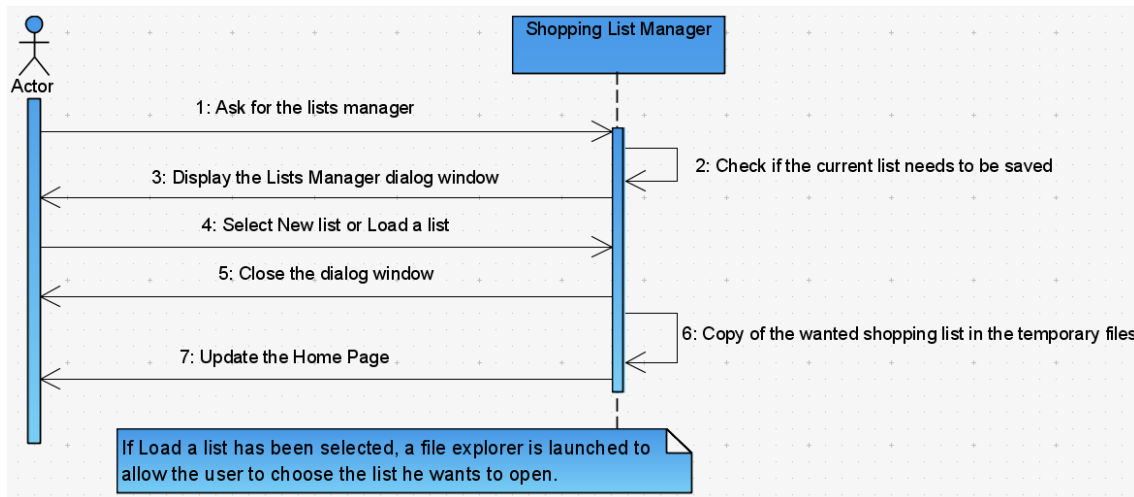 Shopping List Manager
Actor
1: Ask for the lists manager
2: Check if the current list needs to be saved
3: Display the Lists Manager dialog window
4: Select New list or Load a list
5: Close the dialog window
6: Copy of the wanted shopping list in the temporary files
7: Update the Home Page
If Load a list has been selected, a file explorer is launched to
allow the user to choose the list he wants to open.